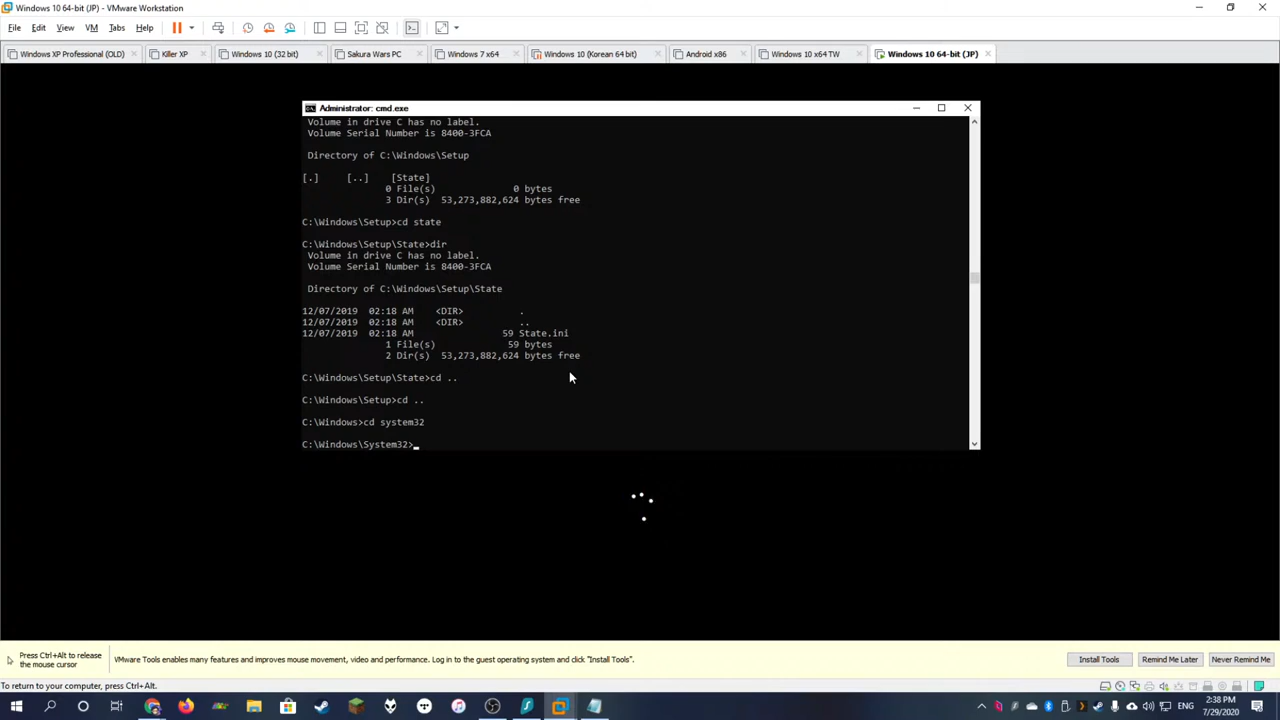 Windows 10 64-bit (JP) - VMware Workstation
File Edit View VM Tabs Help
Windows XP Professional (OLD) Killer XP Windows 10 (32 bit) Sakura Wars PC Windows 7 x64 Windows 10 (Korean 64 bit) Android x86 Windows 10 x64 TW Windows 10 64-bit (JP)
Administrator: cmd.exe
Volume in drive C has no label.
Volume Serial Number is 8400-3FCA
Directory of C:\Windows\Setup
[.] [..] [State]
0 File(s) 0 bytes
3 Dir(s) 53,273,882,624 bytes free
C:\Windows\Setup>cd state
C:\Windows\Setup\State>dir
Volume in drive C has no label.
Volume Serial Number is 8400-3FCA
Directory of C:\Windows\Setup\State
12/07/2019 02:18 AM <DIR> .
12/07/2019 02:18 AM <DIR> ..
12/07/2019 02:18 AM 59 State.ini
1 File(s) 59 bytes
2 Dir(s) 53,273,882,624 bytes free
C:\Windows\Setup\State>cd ..
C:\Windows\Setup>cd ..
C:\Windows>cd system32
C:\Windows\System32>_
Press Ctrl+Alt to release
the mouse cursor
VMware Tools enables many features and improves mouse movement, video and performance. Log in to the guest operating system and click "Install Tools".
Install Tools Remind Me Later Never Remind Me
To return to your computer, press Ctrl+Alt.
ENG
2:38 PM
7/29/2020